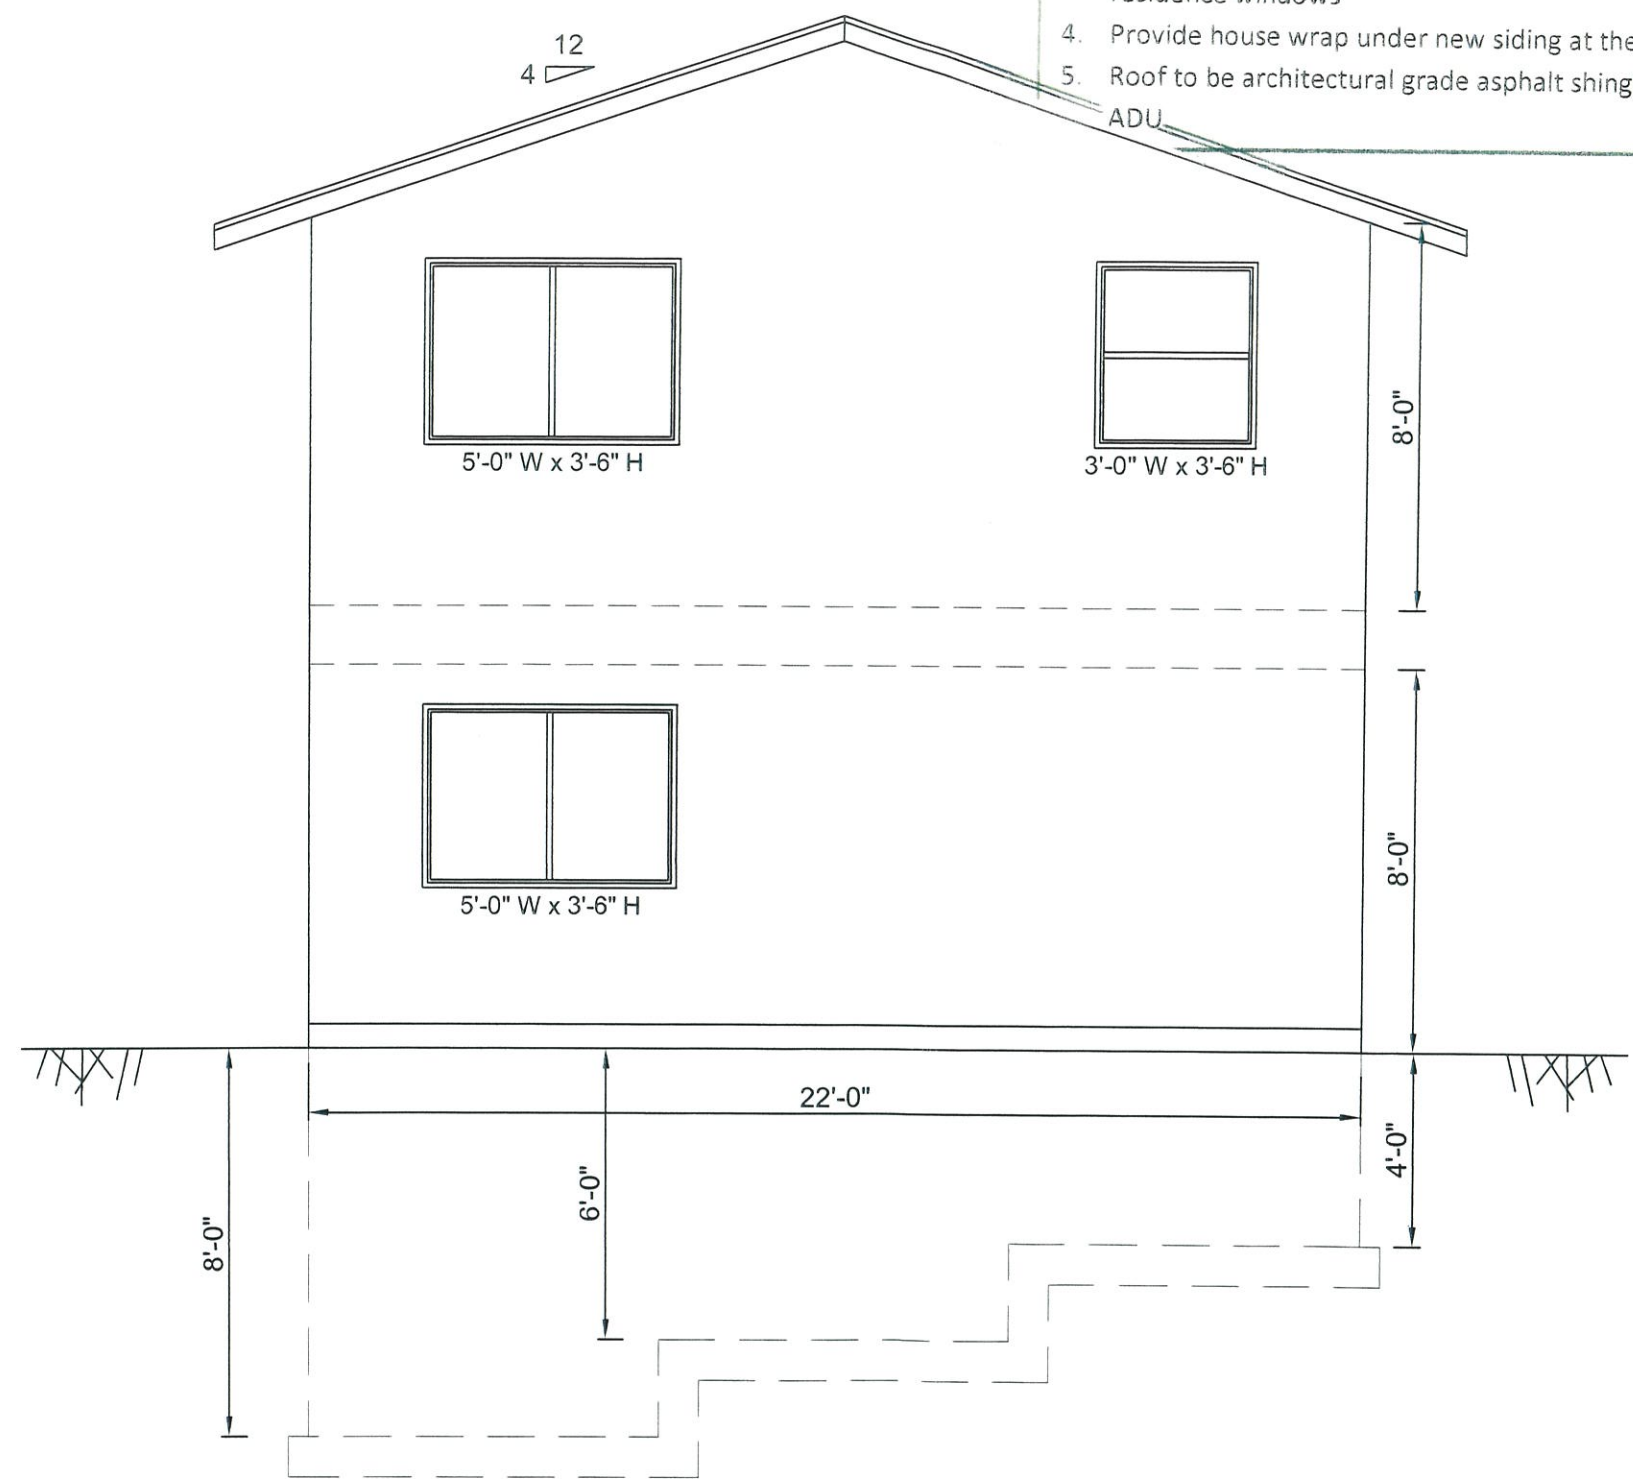 residence windows
4. Provide house wrap under new siding at the
5. Roof to be architectural grade asphalt shing
ADU
12
4
5'-0" W x 3'-6" H
3'-0" W x 3'-6" H
8'-0"
5'-0" W x 3'-6" H
8'-0"
22'-0"
4'-0"
6'-0"
8'-0"